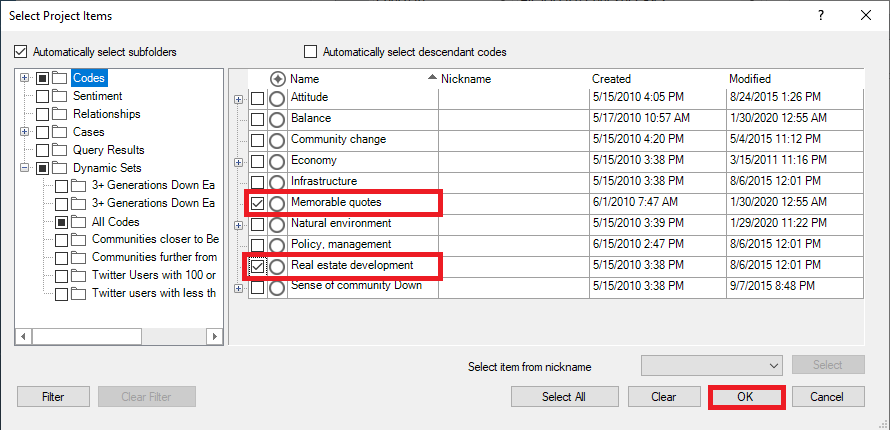 Select Project Items
Automatically select subfolders
Automatically select descendant codes
Codes
Sentiment
Relationships
Cases
Query Results
Dynamic Sets
3+ Generations Down Ea
3+ Generations Down Ea
All Codes
Communities closer to Be
Communities further from
Twitter Users with 100 or
Twitter users with less th
Name Nickname Created Modified
Attitude 5/15/2010 4:05 PM 8/24/2015 1:26 PM
Balance 5/17/2010 10:57 AM 1/30/2020 12:55 AM
Community change 5/15/2010 4:20 PM 5/4/2015 11:12 PM
Economy 5/15/2010 3:38 PM 3/15/2011 11:16 PM
Infrastructure 5/15/2010 3:38 PM 8/6/2015 12:01 PM
Memorable quotes 6/1/2010 7:47 AM 1/30/2020 12:55 AM
Natural environment 5/15/2010 3:39 PM 1/29/2020 11:22 PM
Policy, management 6/15/2010 2:47 PM 8/6/2015 12:01 PM
Real estate development 5/15/2010 3:38 PM 8/6/2015 12:01 PM
Sense of community Down 5/15/2010 3:38 PM 9/7/2015 8:48 PM
Select item from nickname
Select
Filter
Clear Filter
Select All
Clear
OK
Cancel